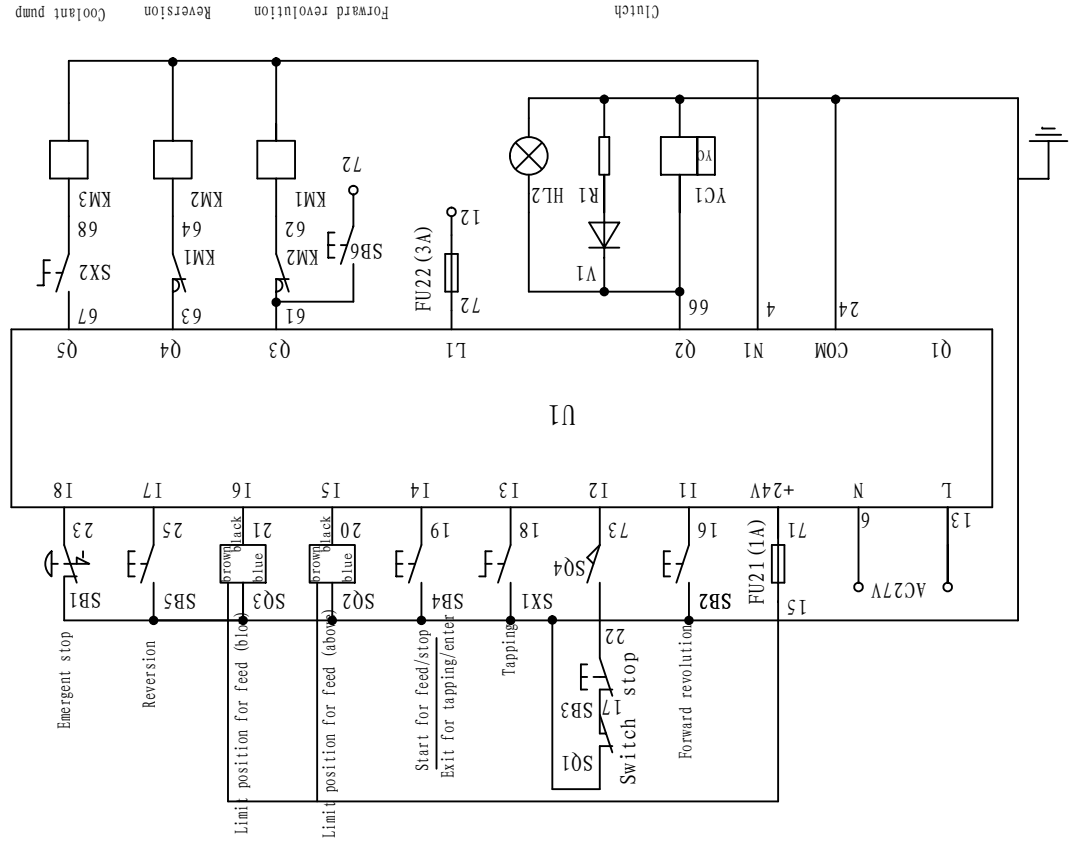 Coolant pump
Reversion
Forward revolution
Clutch
KM3
KM2
KM1
72
HL2
R1
YC
YC1
12
68
64
62
SX2
KM1
KM2
SB6
FU22(3A)
V1
67
63
61
72
66
4
24
Q5
Q4
Q3
L1
Q2
N1
COM
Q1
U1
I8
I7
I6
I5
I4
I3
I2
I1
+24V
N
L
23
25
21
20
19
18
73
16
71
6
13
black
black
brown
blue
brown
blue
SQ4
FU21(1A)
AC27V
SB1
SB5
SQ3
SQ2
SB4
SX1
SB2
15
22
Emergent stop
Reversion
Limit position for feed (blow)
Limit position for feed (above)
Start for feed/stop
Exit for tapping/enter
Tapping
SB3
17
SQ1
Switch stop
Forward revolution